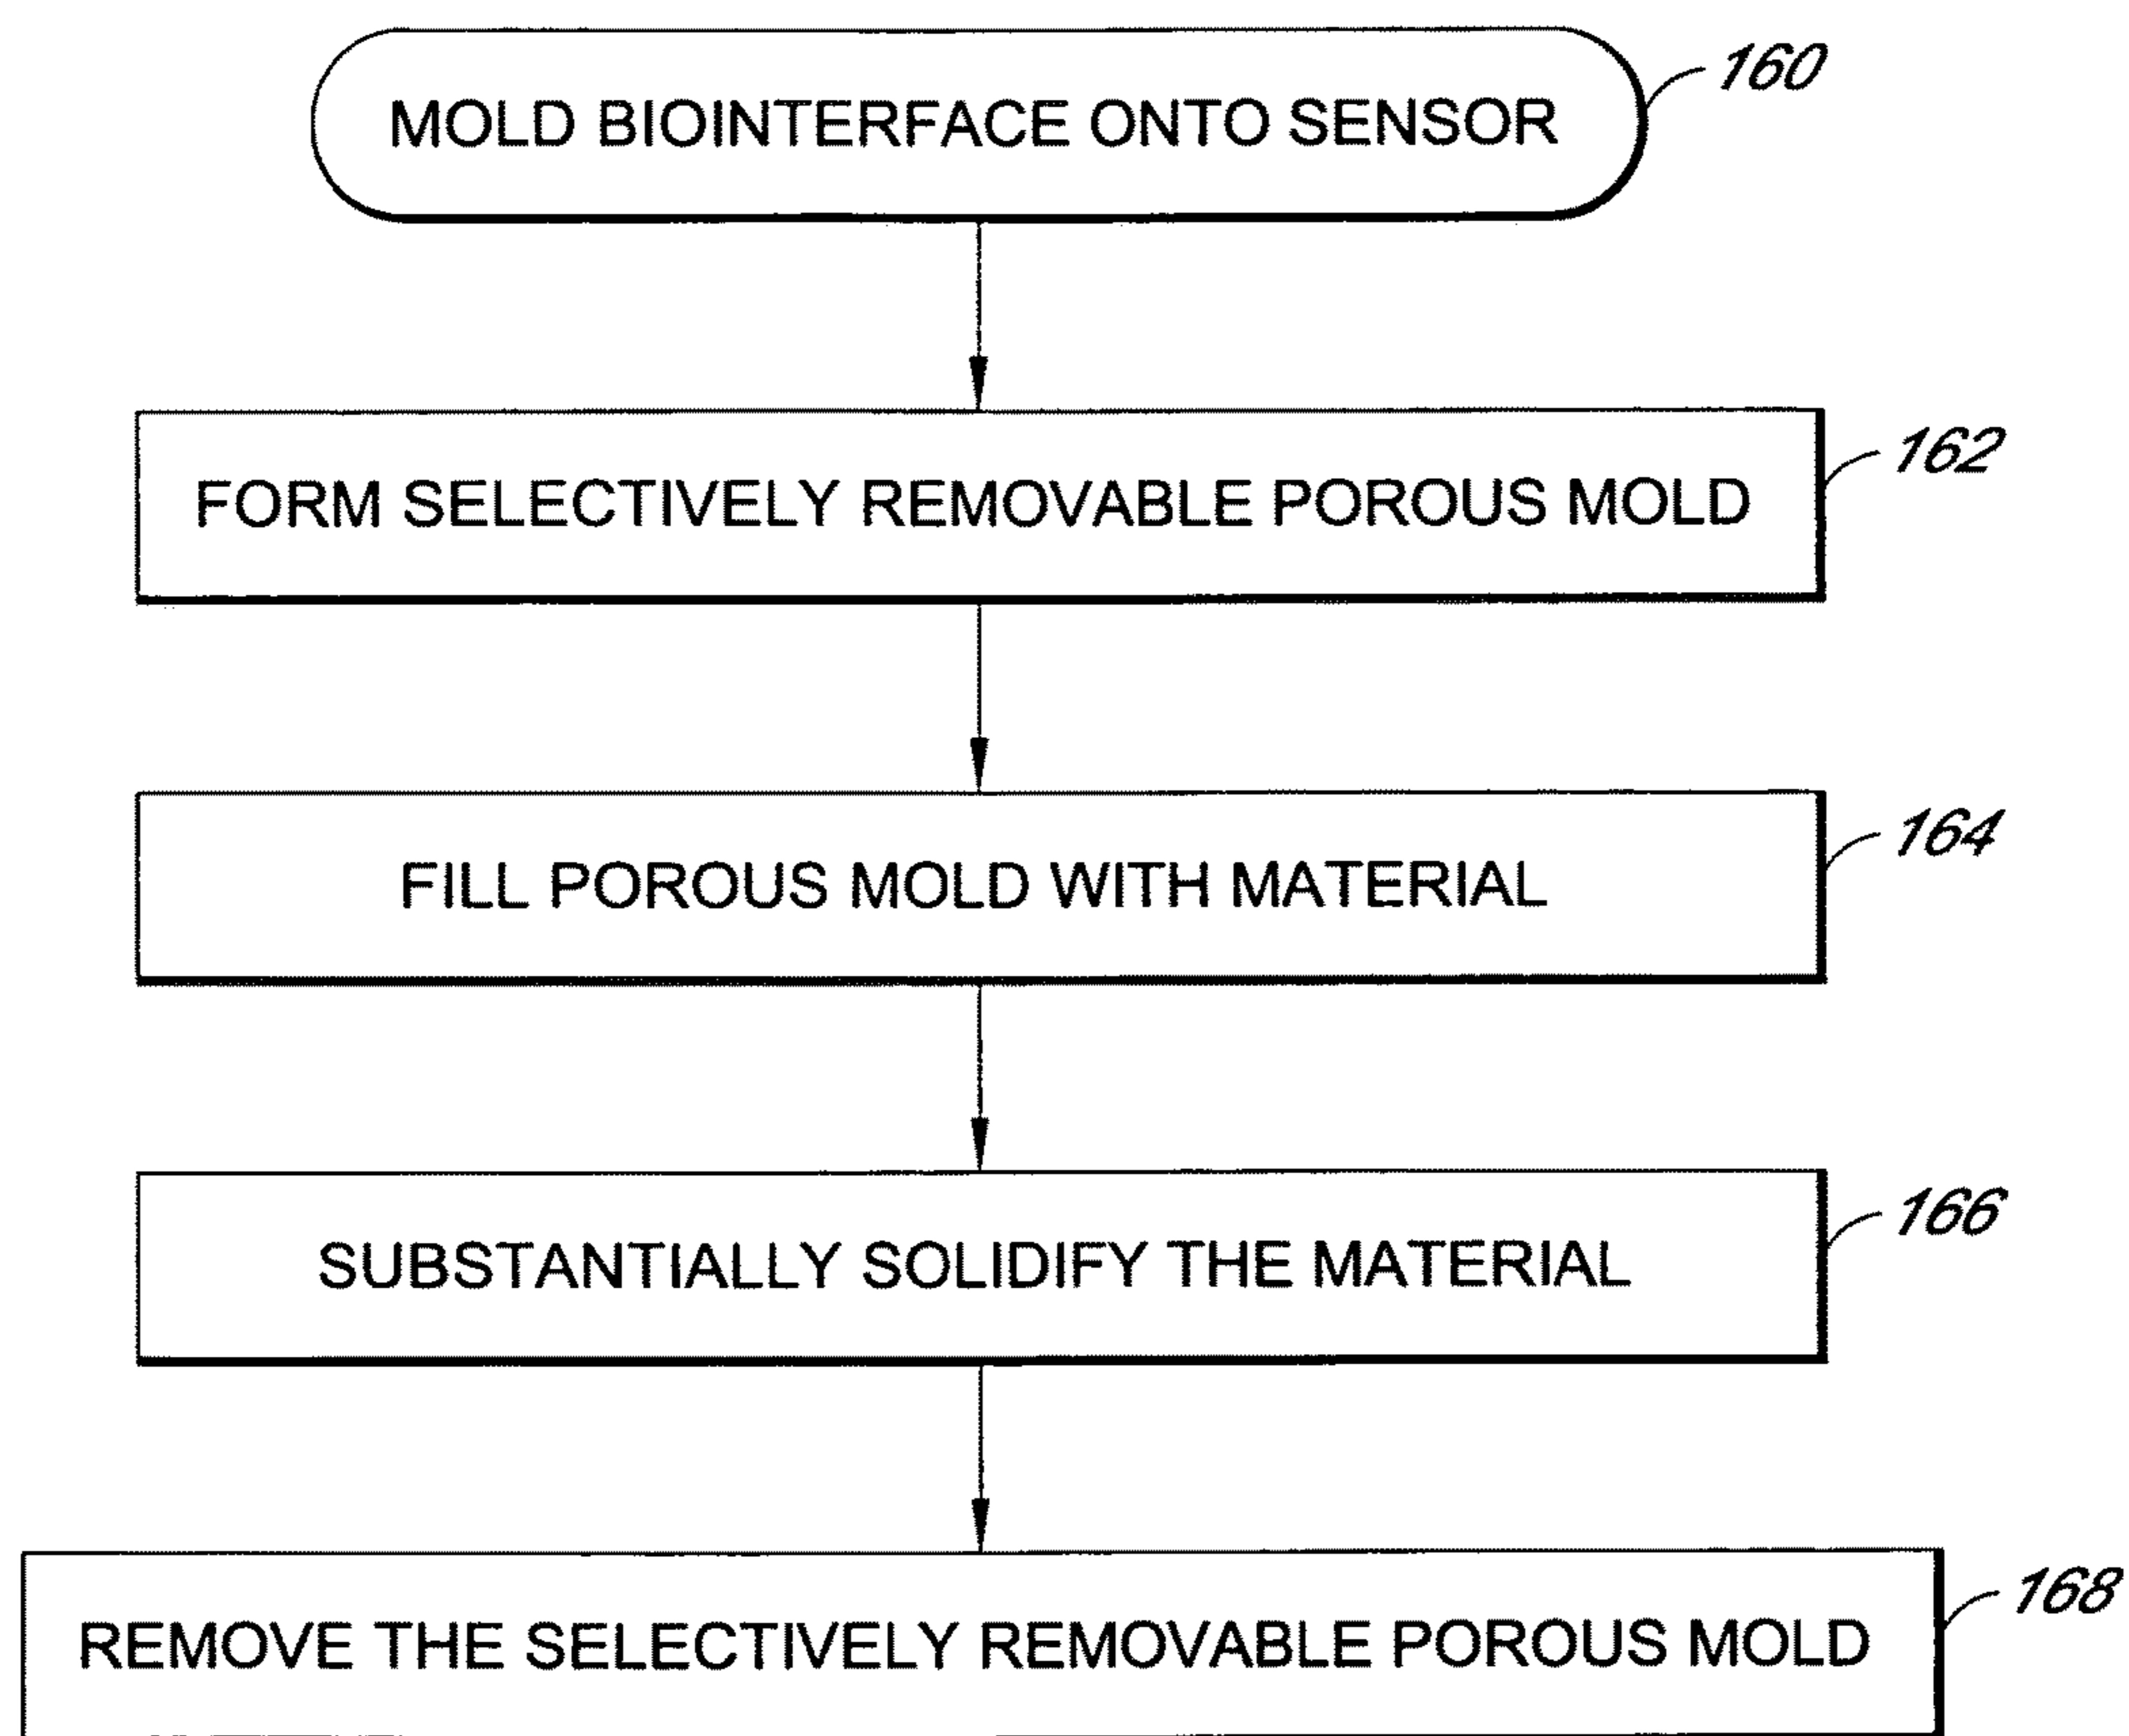 MOLD BIOINTERFACE ONTO SENSOR
160
FORM SELECTIVELY REMOVABLE POROUS MOLD
162
FILL POROUS MOLD WITH MATERIAL
164
SUBSTANTIALLY SOLIDIFY THE MATERIAL
166
REMOVE THE SELECTIVELY REMOVABLE POROUS MOLD
168